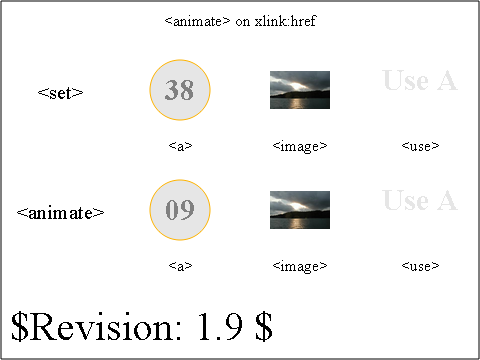 <animate> on xlink:href
<set> 38 Use A
<a> <image> <use>
<animate> 09 Use A
<a> <image> <use>
$Revision: 1.9 $